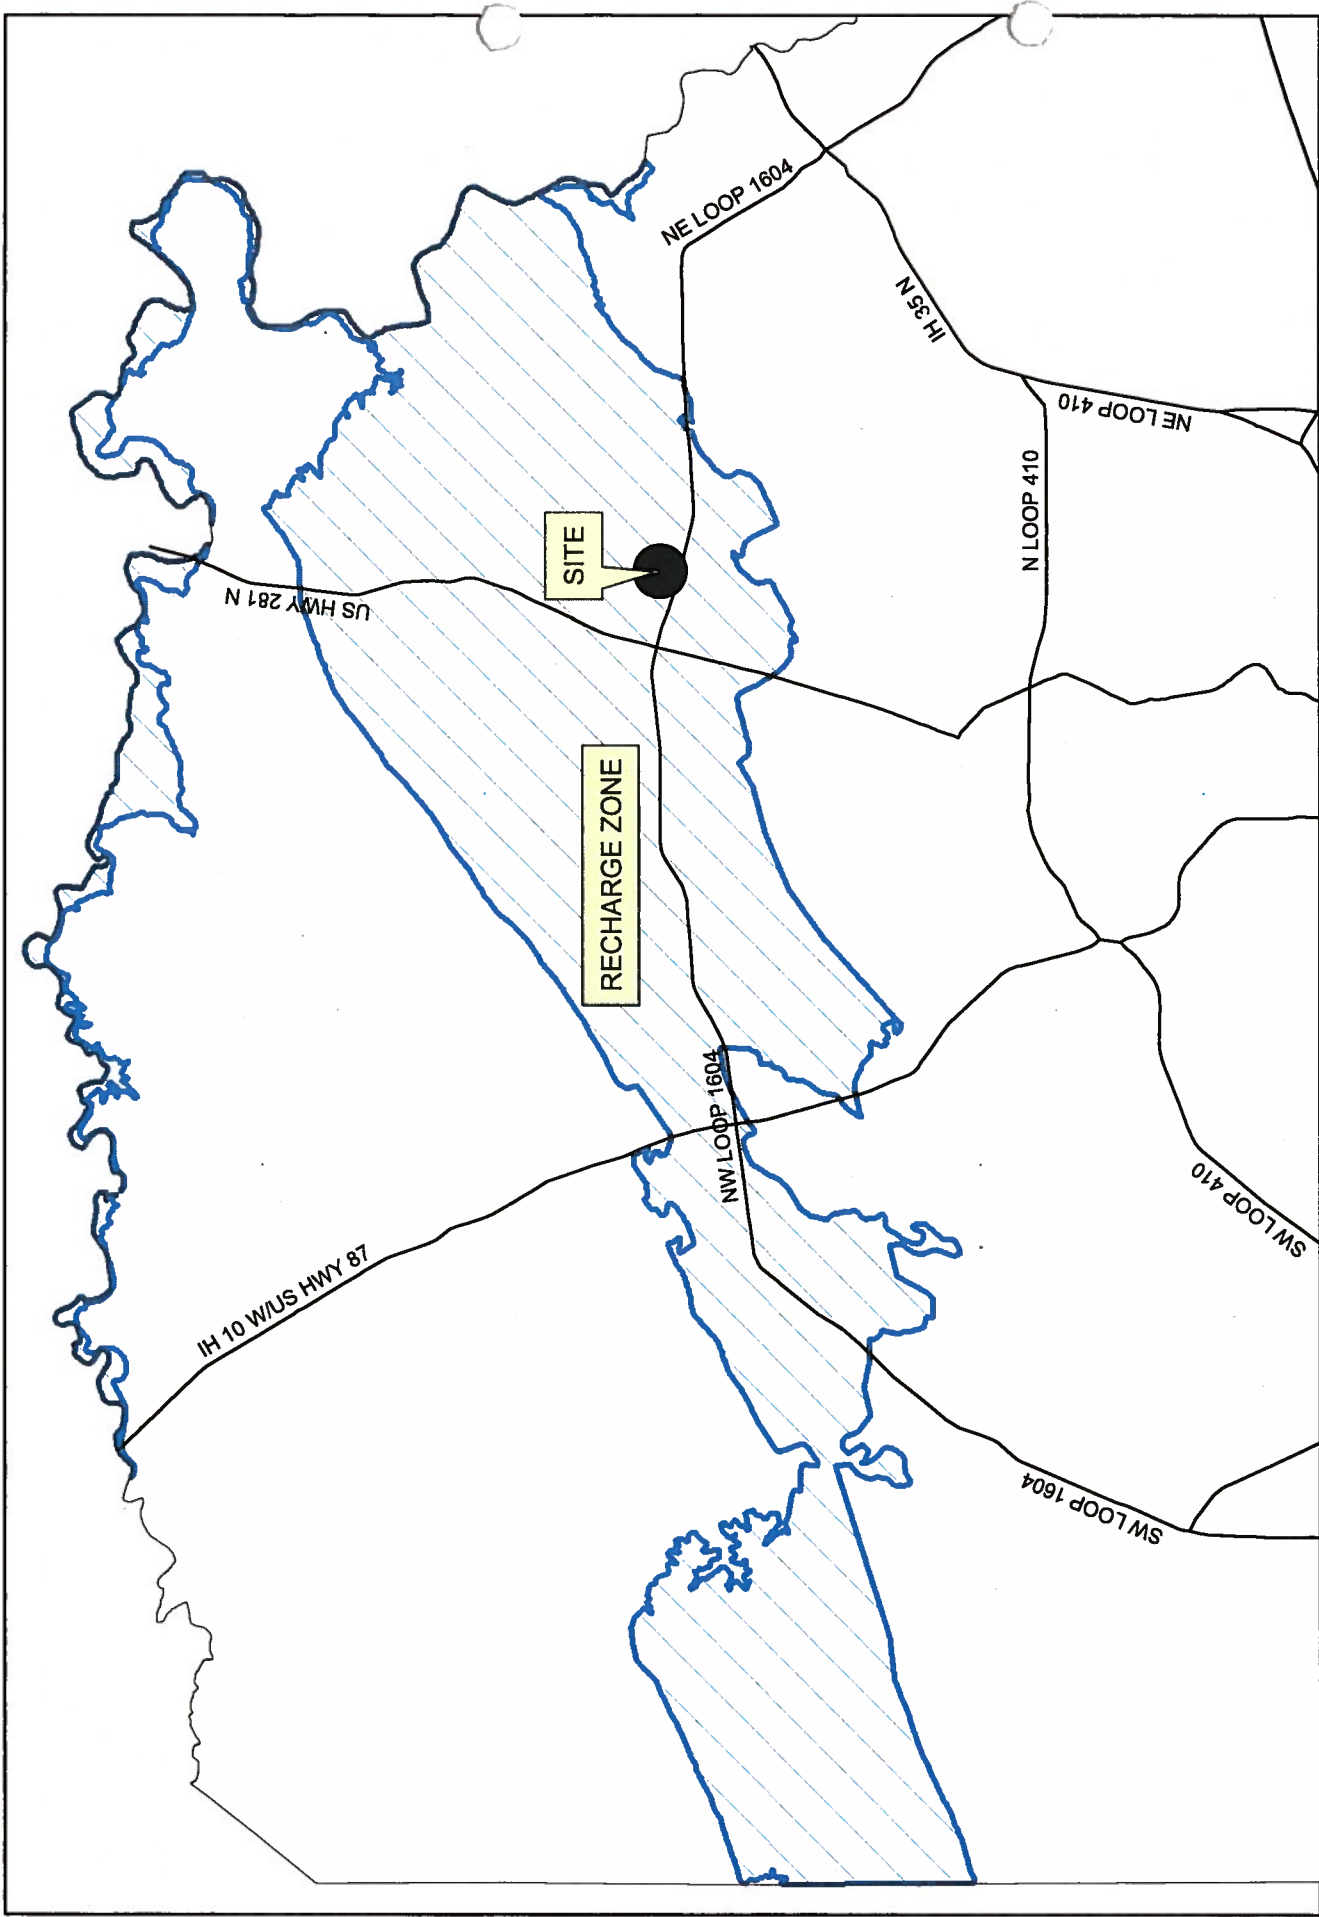 US HWY 281 N
NE LOOP 1604
IH 35 N
NE LOOP 410
N LOOP 410
SITE
RECHARGE ZONE
NW LOOP 1604
IH 10 W/US HWY 87
SW LOOP 410
SW LOOP 1604